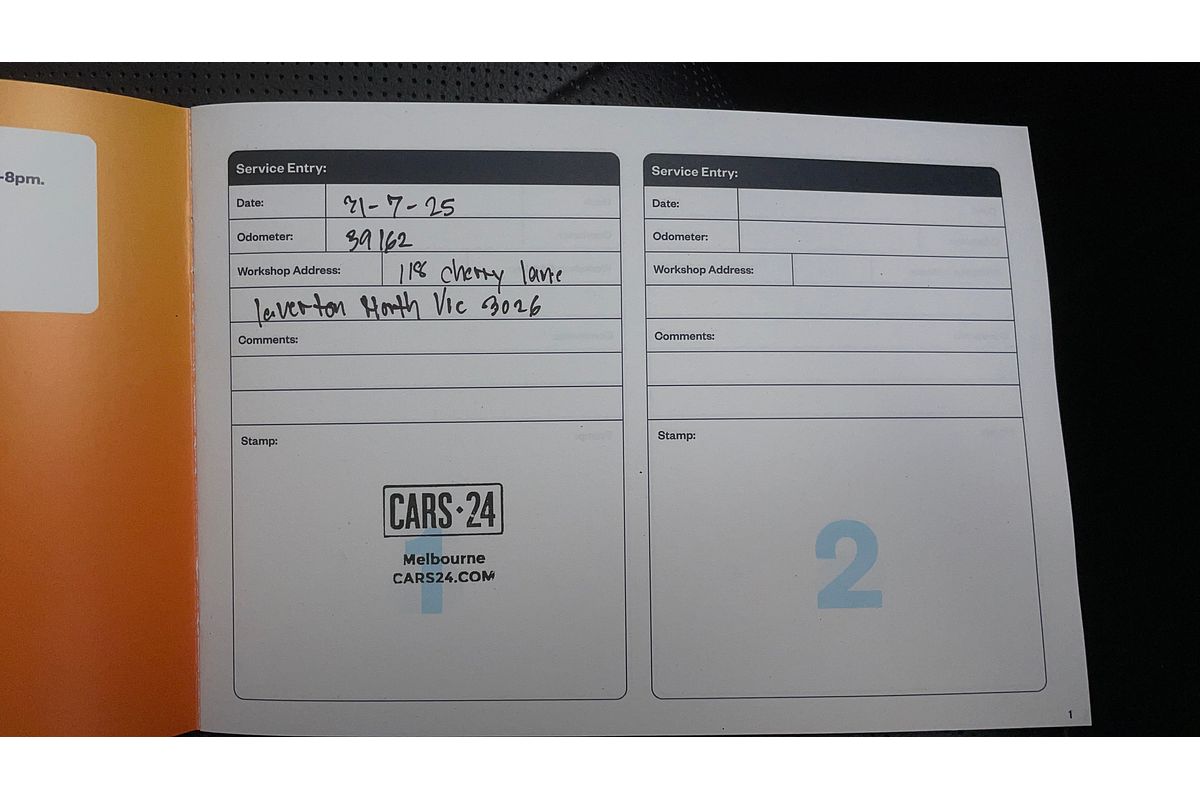 -8pm.
Service Entry:
Date: 21-7-25
Odometer: 39162
Workshop Address: 118 cherry lane
laverton North Vic 3026
Comments:
Stamp:
CARS·24
Melbourne
CARS24.COM
1
Service Entry:
Date:
Odometer:
Workshop Address:
Comments:
Stamp:
2
1